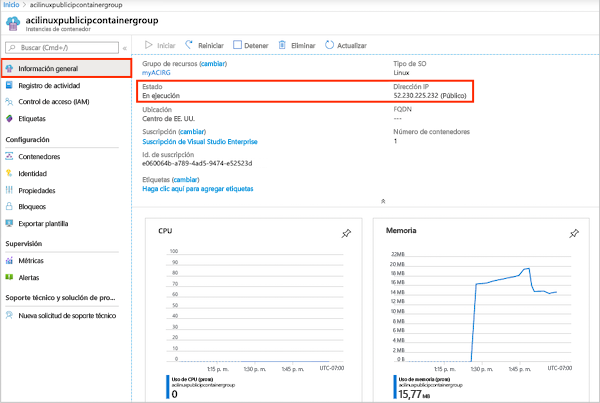 Inicio > acilinuxpublicipcontainergroup
acilinuxpublicipcontainergroup
Instancias de contenedor
Buscar (Cmd+/)
Iniciar Reiniciar Detener Eliminar Actualizar
Información general
Registro de actividad
Control de acceso (IAM)
Etiquetas
Configuración
Contenedores
Identidad
Propiedades
Bloqueos
Exportar plantilla
Supervisión
Métricas
Alertas
Soporte técnico y solución de pro...
Nueva solicitud de soporte técnico
Grupo de recursos (cambiar)
myACIRG
Estado
En ejecución
Ubicación
Centro de EE. UU.
Suscripción (cambiar)
Suscripción de Visual Studio Enterprise
Id. de suscripción
e060064b-a789-4ad5-9474-e52523d
Etiquetas (cambiar)
Haga clic aquí para agregar etiquetas
Tipo de SO
Linux
Dirección IP
52.230.225.232 (Público)
FQDN
---
Número de contenedores
1
CPU
100
90
80
70
60
50
40
30
20
10
0
1:15 p. m. 1:30 p. m. 1:45 p. m. UTC-07:00
Uso de CPU (prom)
acilinuxpublicipcontainergroup
0
Memoria
22MB
20 MB
18 MB
16 MB
14 MB
12 MB
10 MB
8 MB
6 MB
4 MB
2 MB
0 B
1:15 p. m. 1:30 p. m. 1:45 p. m. UTC-07:00
Uso de memoria (prom)
acilinuxpublicipcontainergroup
15,77 MB